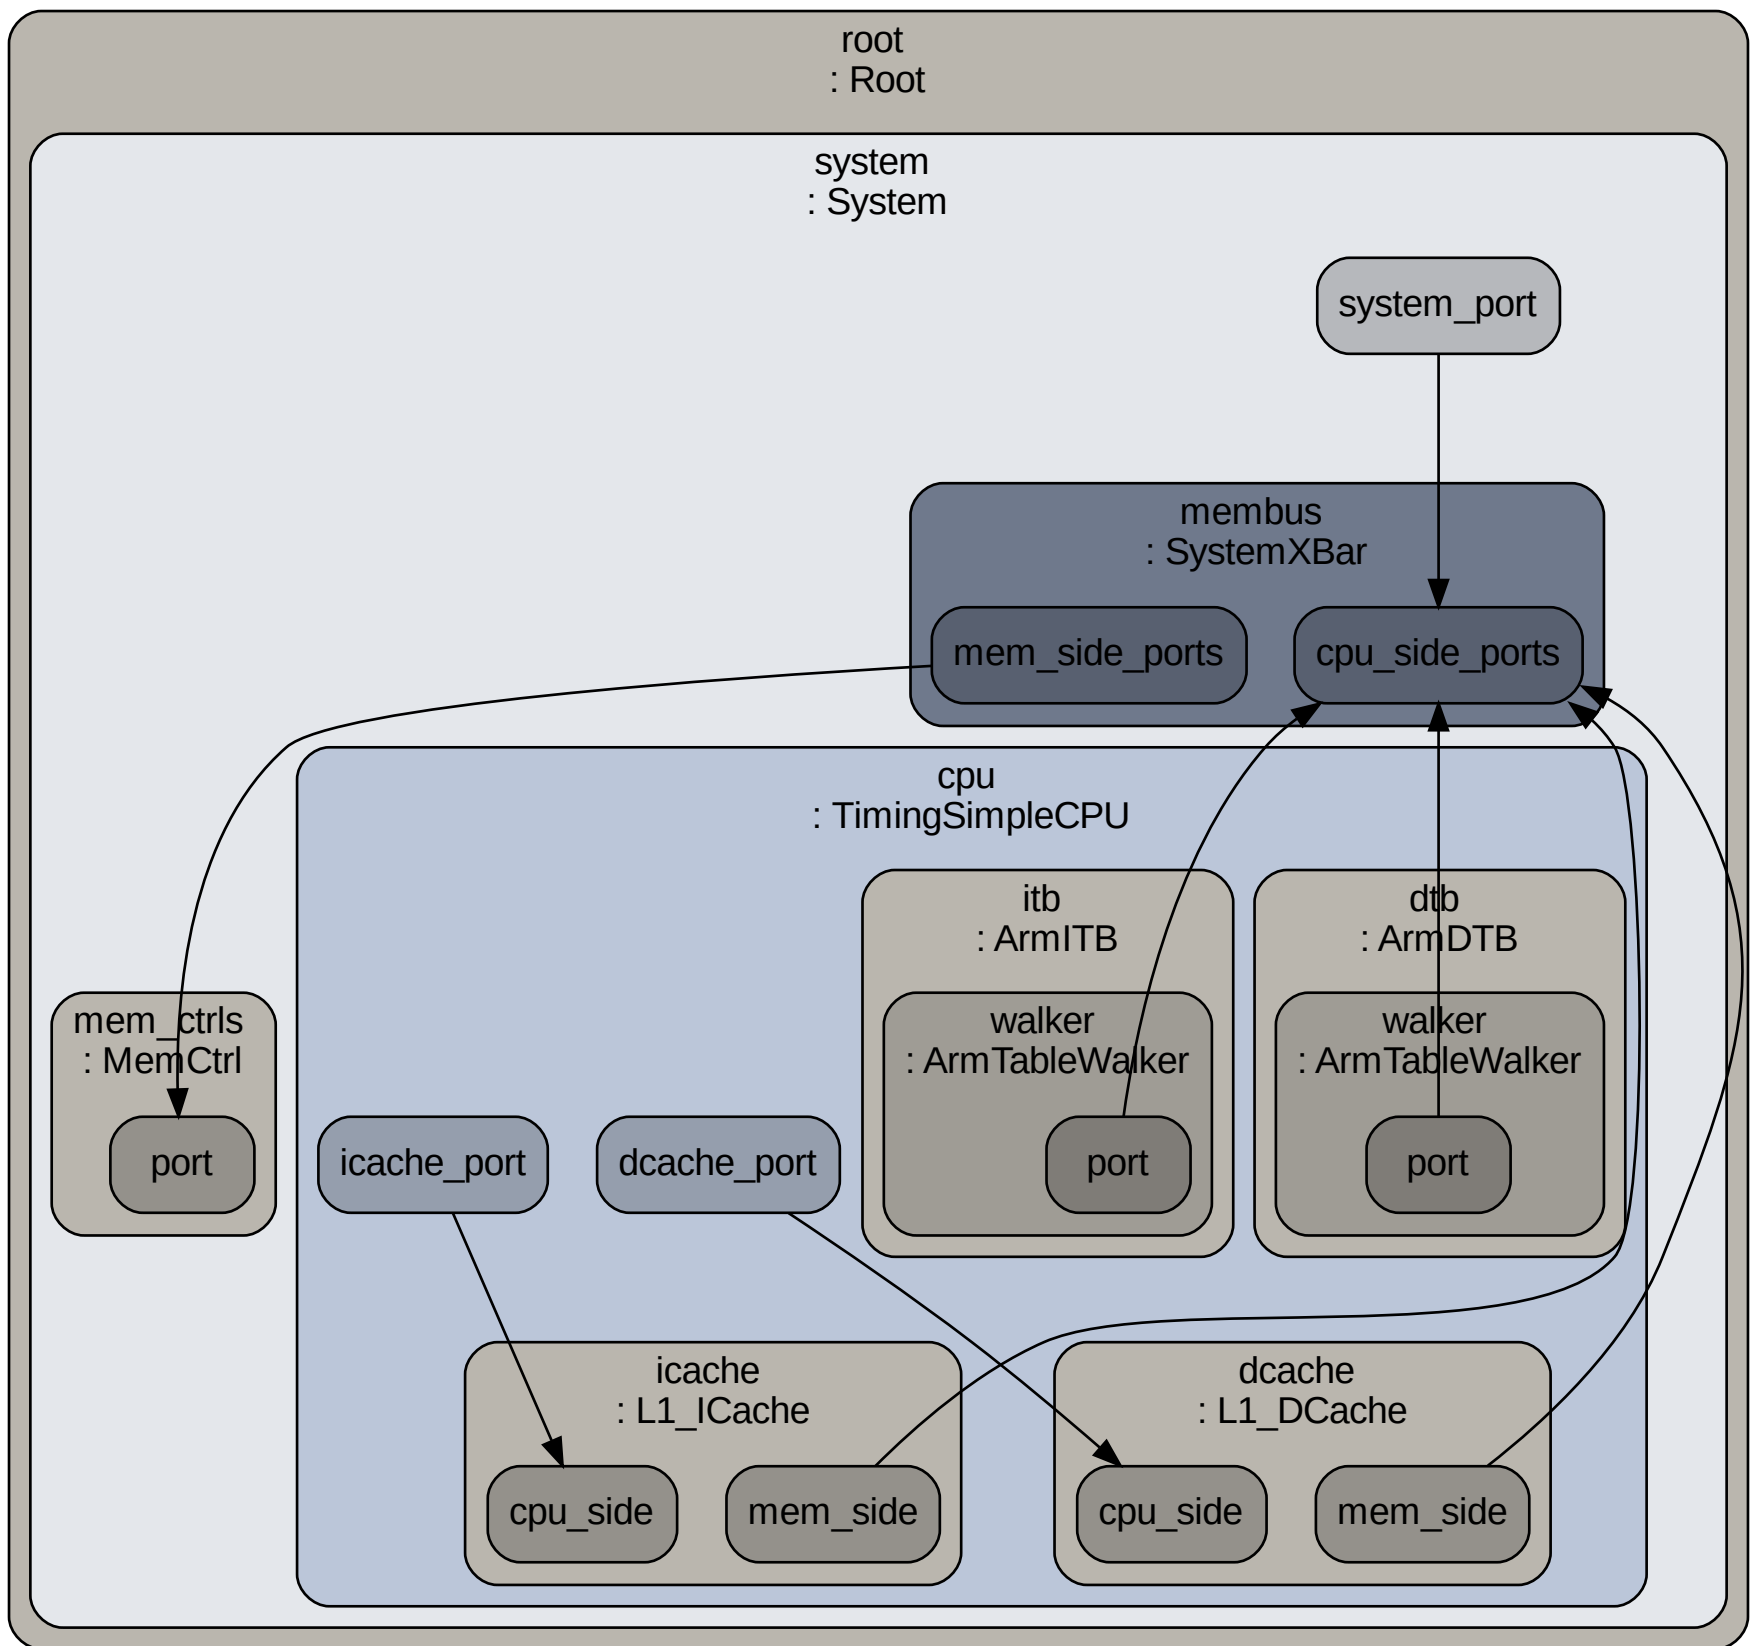 root
: Root
system
: System
system_port
membus
: SystemXBar
mem_side_ports
cpu_side_ports
cpu
: TimingSimpleCPU
itb
: ArmITB
dtb
: ArmDTB
mem_ctrls
: MemCtrl
walker
: ArmTableWalker
walker
: ArmTableWalker
port
icache_port
dcache_port
port
port
icache
: L1_ICache
dcache
: L1_DCache
cpu_side
mem_side
cpu_side
mem_side